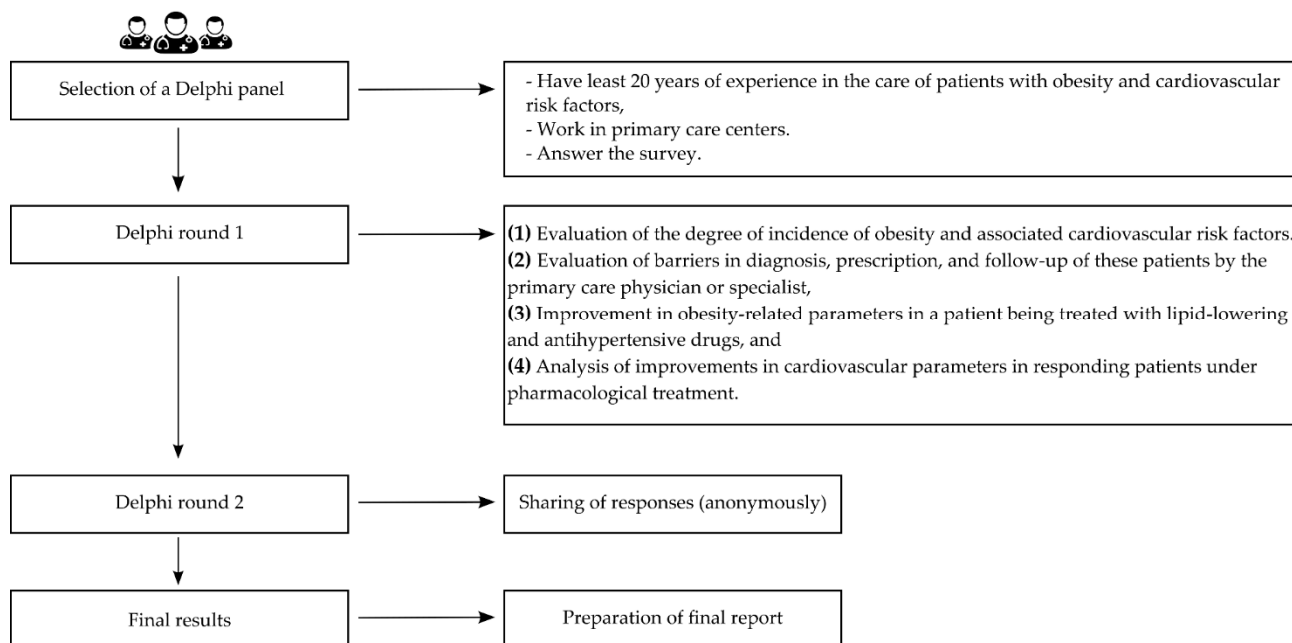 Selection of a Delphi panel
- Have least 20 years of experience in the care of patients with obesity and cardiovascular
risk factors,
- Work in primary care centers.
- Answer the survey.
Delphi round 1
(1) Evaluation of the degree of incidence of obesity and associated cardiovascular risk factors.
(2) Evaluation of barriers in diagnosis, prescription, and follow-up of these patients by the
primary care physician or specialist,
(3) Improvement in obesity-related parameters in a patient being treated with lipid-lowering
and antihypertensive drugs, and
(4) Analysis of improvements in cardiovascular parameters in responding patients under
pharmacological treatment.
Delphi round 2
Sharing of responses (anonymously)
Final results
Preparation of final report